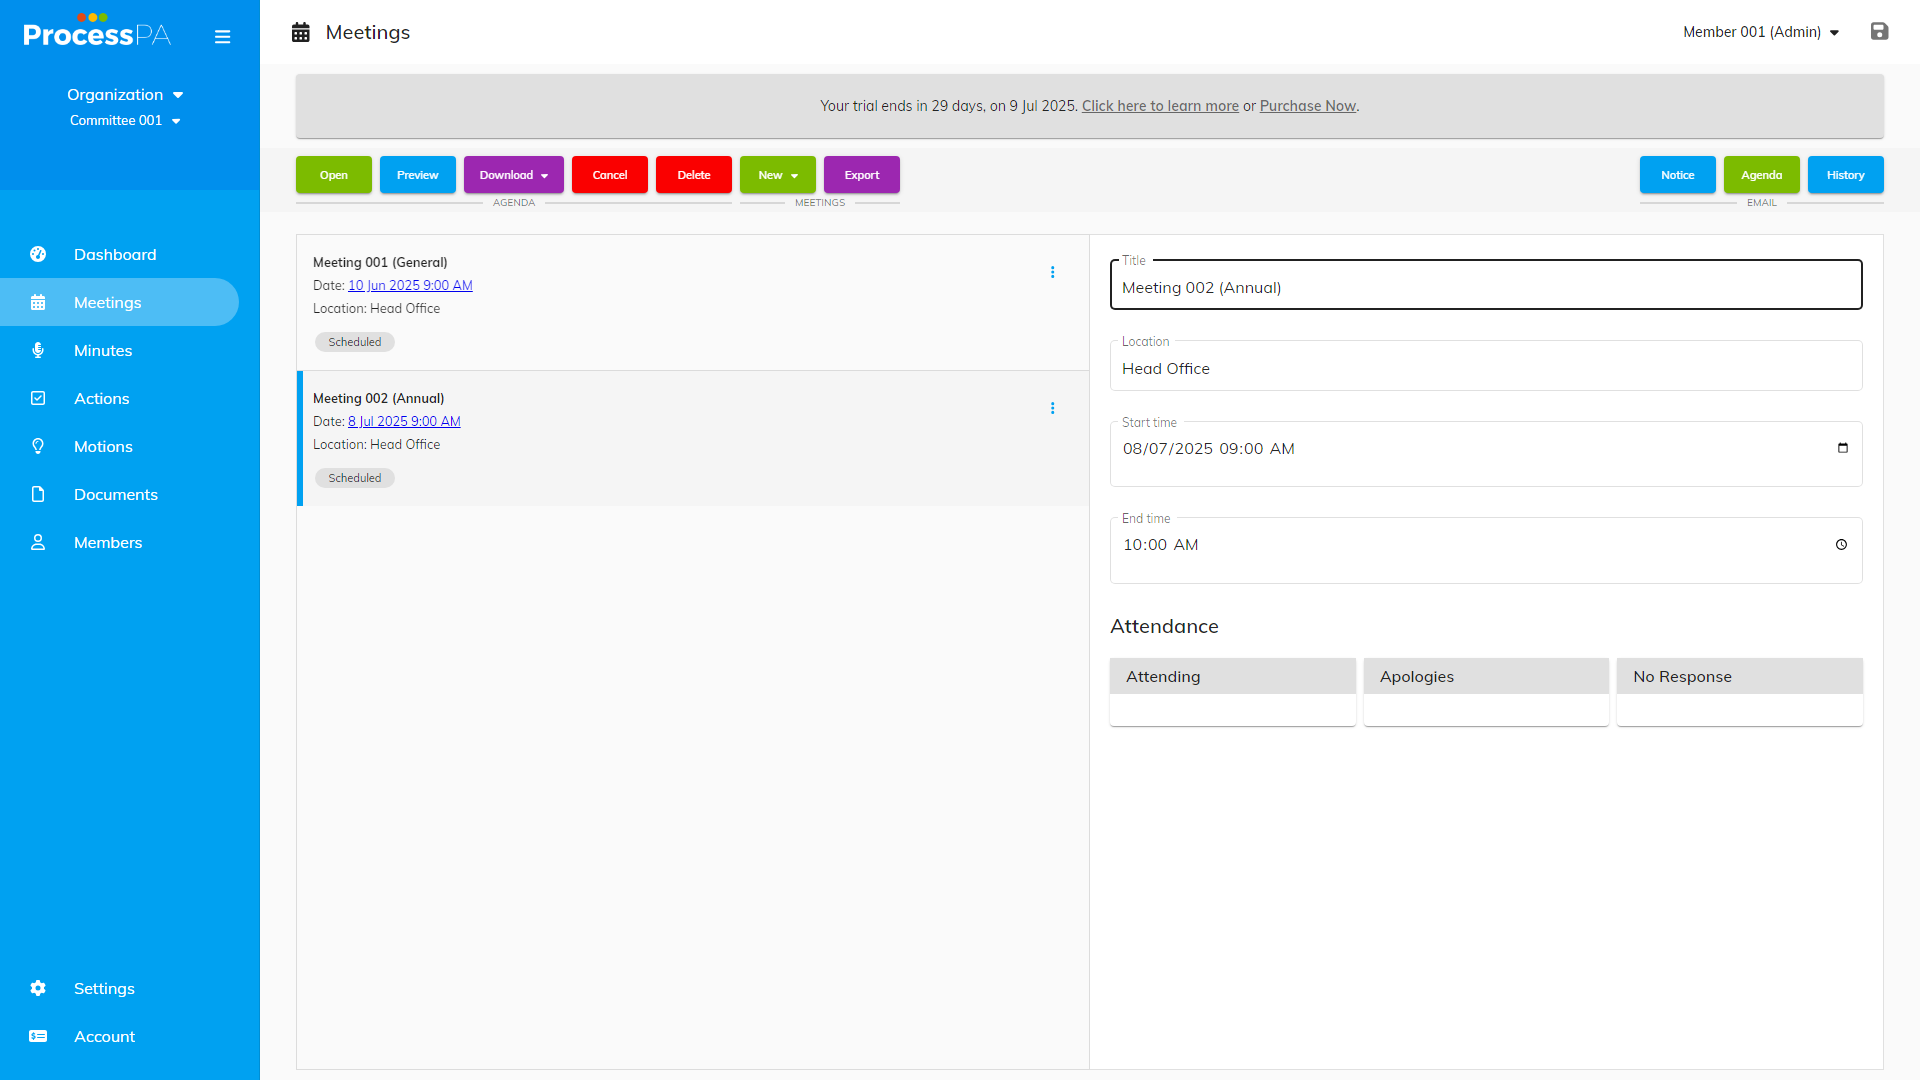 ProcessPA
Organization
Committee 001
Dashboard
Meetings
Minutes
Actions
Motions
Documents
Members
Settings
Account
Meetings
Member 001 (Admin)
Your trial ends in 29 days, on 9 Jul 2025. Click here to learn more or Purchase Now.
Open Preview Download Cancel Delete New Export
AGENDA MEETINGS
Notice Agenda History
EMAIL
Meeting 001 (General)
Date: 10 Jun 2025 9:00 AM
Location: Head Office
Scheduled
Meeting 002 (Annual)
Date: 8 Jul 2025 9:00 AM
Location: Head Office
Scheduled
Title
Meeting 002 (Annual)
Location
Head Office
Start time
08/07/2025 09:00 AM
End time
10:00 AM
Attendance
Attending Apologies No Response